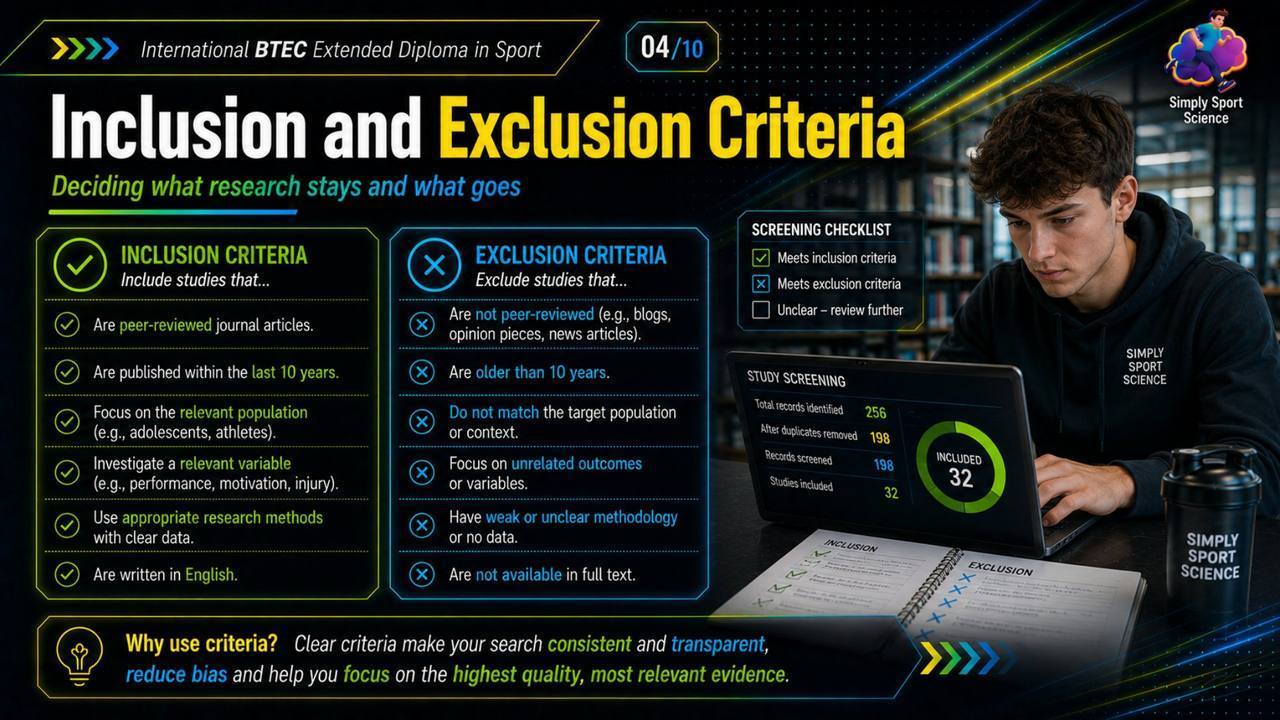 International BTEC Extended Diploma in Sport
04/10
Simply Sport
Science
Inclusion and Exclusion Criteria
Deciding what research stays and what goes
INCLUSION CRITERIA
Include studies that...
Are peer-reviewed journal articles.
Are published within the last 10 years.
Focus on the relevant population
(e.g., adolescents, athletes).
Investigate a relevant variable
(e.g., performance, motivation, injury).
Use appropriate research methods
with clear data.
Are written in English.
EXCLUSION CRITERIA
Exclude studies that...
Are not peer-reviewed (e.g., blogs,
opinion pieces, news articles).
Are older than 10 years.
Do not match the target population
or context.
Focus on unrelated outcomes
or variables.
Have weak or unclear methodology
or no data.
Are not available in full text.
SCREENING CHECKLIST
Meets inclusion criteria
Meets exclusion criteria
Unclear – review further
SIMPLY
SPORT
SCIENCE
STUDY SCREENING
Total records identified 256
After duplicates removed 198
Records screened 198
Studies included 32
INCLUDED
32
INCLUSION
EXCLUSION
SIMPLY
SPORT
SCIENCE
Why use criteria? Clear criteria make your search consistent and transparent,
reduce bias and help you focus on the highest quality, most relevant evidence.